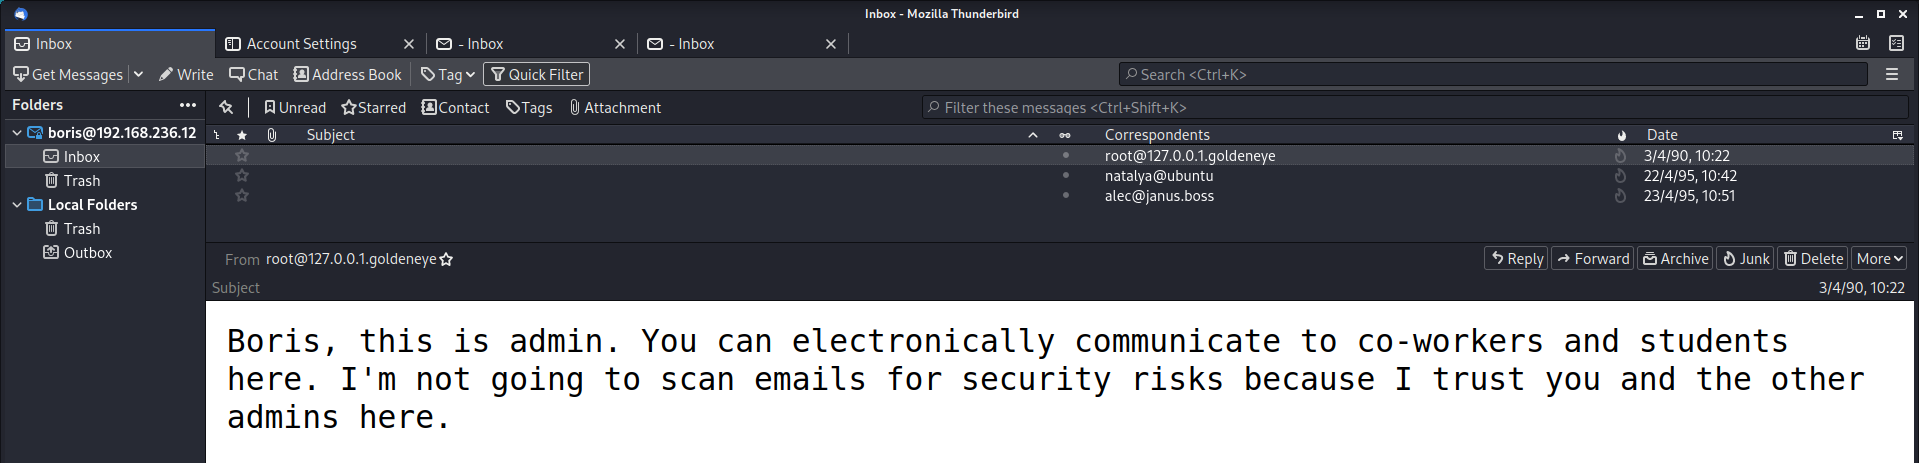 Inbox - Mozilla Thunderbird
Inbox
Account Settings
- Inbox
- Inbox
Get Messages Write Chat Address Book Tag Quick Filter Search <Ctrl+K>
Folders ••• Unread Starred Contact Tags Attachment Filter these messages <Ctrl+Shift+K>
boris@192.168.236.12
Inbox
Trash
Local Folders
Trash
Outbox
Subject Correspondents Date
root@127.0.0.1.goldeneye 3/4/90, 10:22
natalya@ubuntu 22/4/95, 10:42
alec@janus.boss 23/4/95, 10:51
From root@127.0.0.1.goldeneye Reply Forward Archive Junk Delete More
Subject 3/4/90, 10:22
Boris, this is admin. You can electronically communicate to co-workers and students
here. I'm not going to scan emails for security risks because I trust you and the other
admins here.